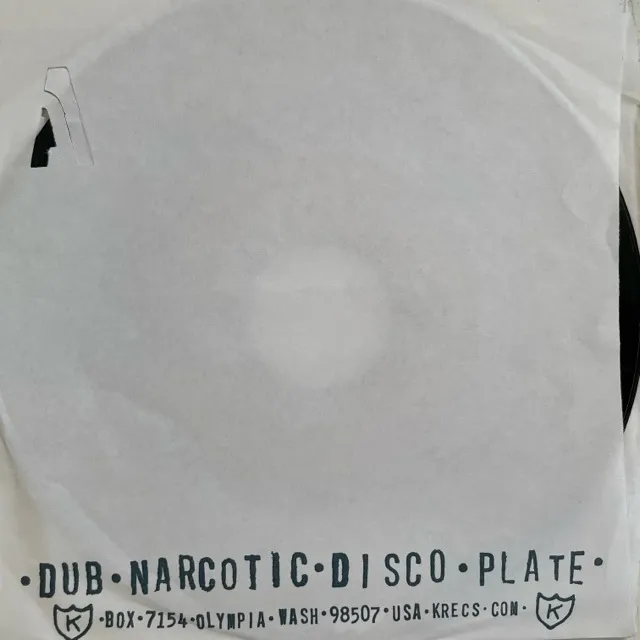 ·DUB·NARCOTIC·DISCO·PLATE·
K ·BOX·7154·OLYMPIA·WASH·98507·USA·KRECS·COM· K